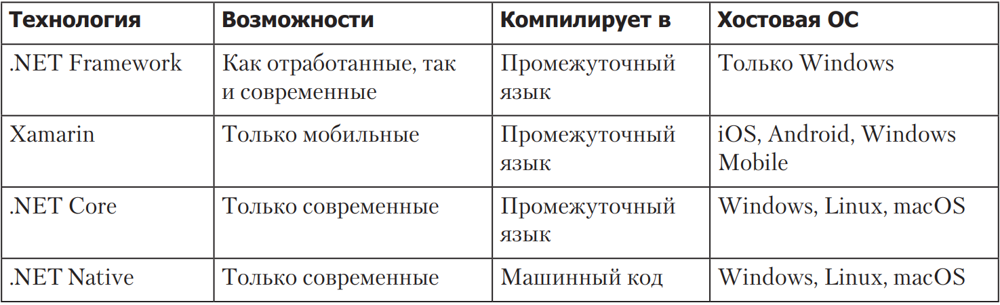 Технология Возможности Компилирует в Хостовая ОС
.NET Framework Как отработанные, так Промежуточный Только Windows
и современные язык
Xamarin Только мобильные Промежуточный iOS, Android, Windows
язык Mobile
.NET Core Только современные Промежуточный Windows, Linux, macOS
язык
.NET Native Только современные Машинный код Windows, Linux, macOS